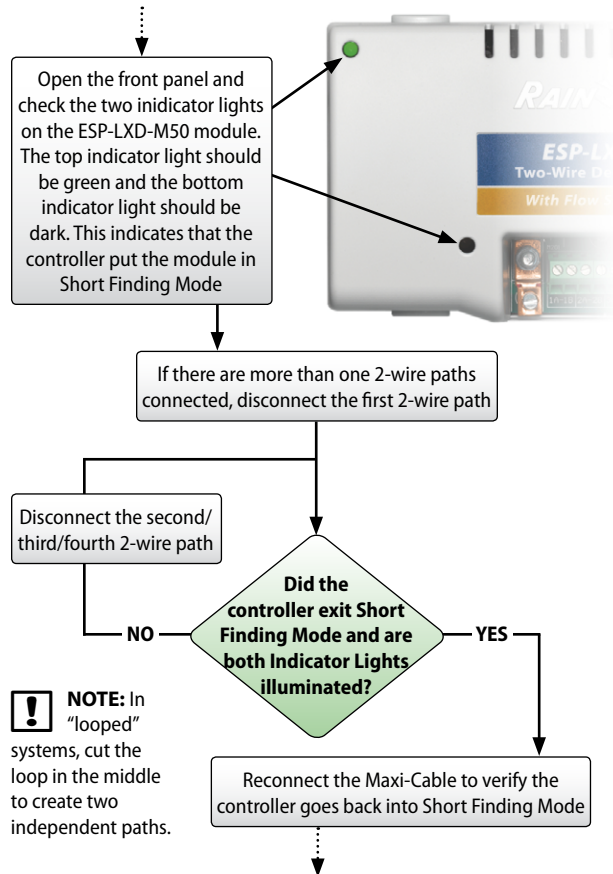 Open the front panel and
check the two inidicator lights
on the ESP-LXD-M50 module.
The top indicator light should
be green and the bottom
indicator light should be
dark. This indicates that the
controller put the module in
Short Finding Mode
RAIN
ESP-LX
Two-Wire De
With Flow
If there are more than one 2-wire paths
connected, disconnect the first 2-wire path
Disconnect the second/
third/fourth 2-wire path
Did the
controller exit Short
Finding Mode and are
both Indicator Lights
illuminated?
NO
YES
! NOTE: In
“looped”
systems, cut the
loop in the middle
to create two
independent paths.
Reconnect the Maxi-Cable to verify the
controller goes back into Short Finding Mode